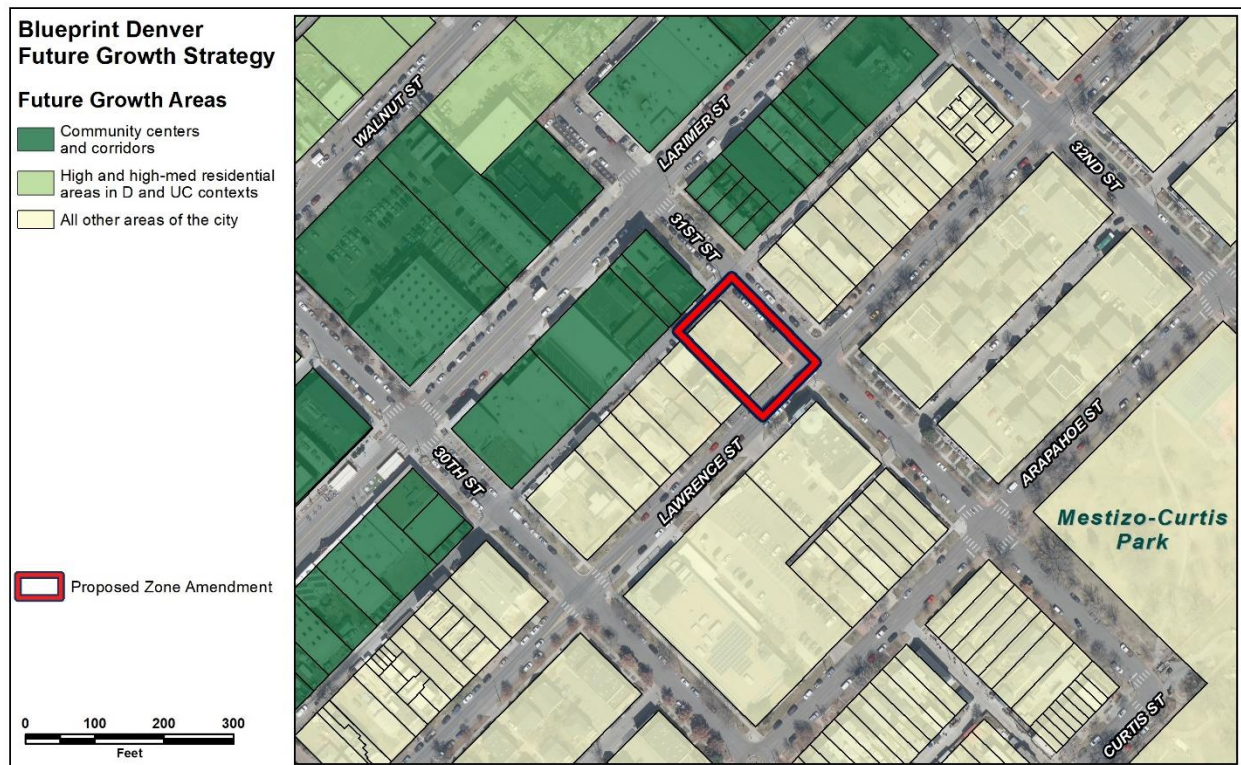 Blueprint Denver
Future Growth Strategy
Future Growth Areas
Community centers
and corridors
High and high-med residential
areas in D and UC contexts
All other areas of the city
Proposed Zone Amendment
0 100 200 300
Feet
WALNUT ST
LARIMER ST
31ST ST
32ND ST
30TH ST
LAWRENCE ST
ARAPAHOE ST
Mestizo-Curtis
Park
CURTIS ST